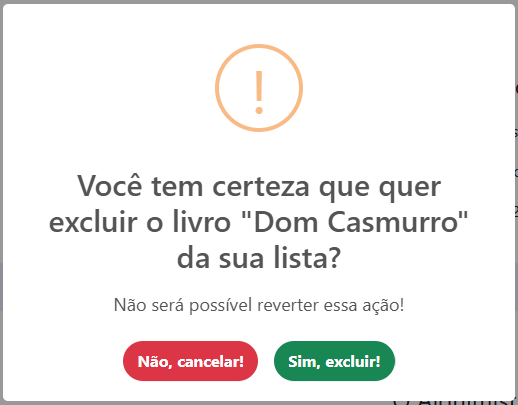 !
Você tem certeza que quer
excluir o livro "Dom Casmurro"
da sua lista?
Não será possível reverter essa ação!
Não, cancelar!
Sim, excluir!